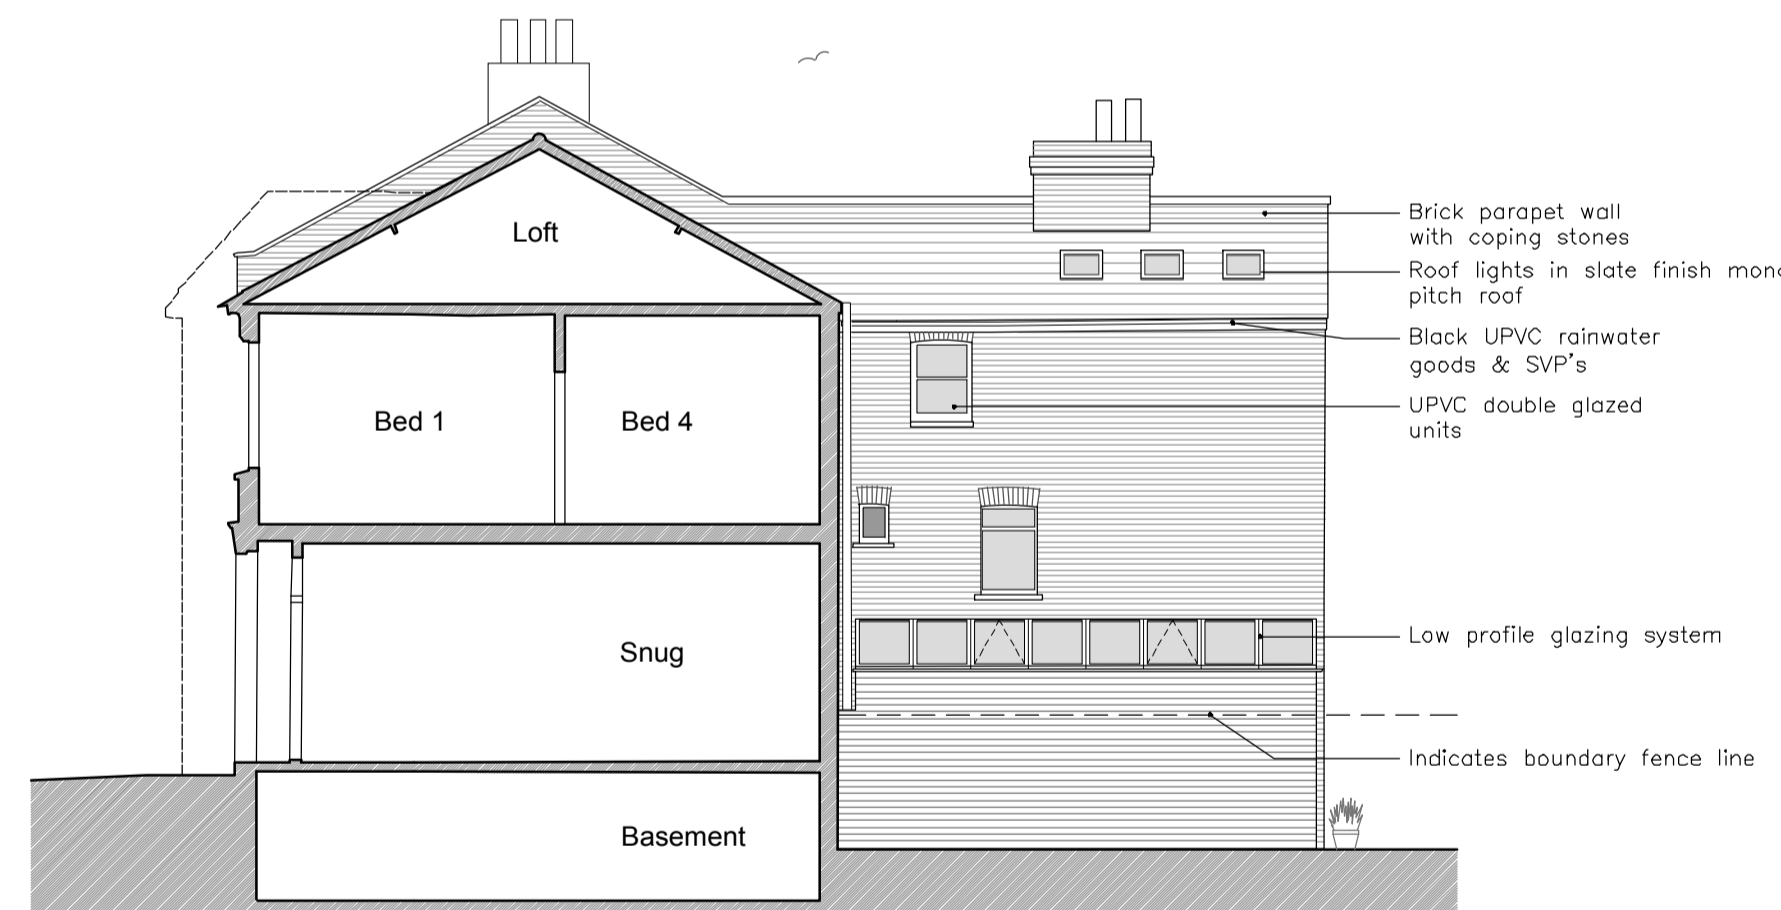 Loft
Brick parapet wall
with coping stones
Roof lights in slate finish mono
pitch roof
Black UPVC rainwater
goods & SVP's
UPVC double glazed
units
Bed 1
Bed 4
Snug
Low profile glazing system
Indicates boundary fence line
Basement